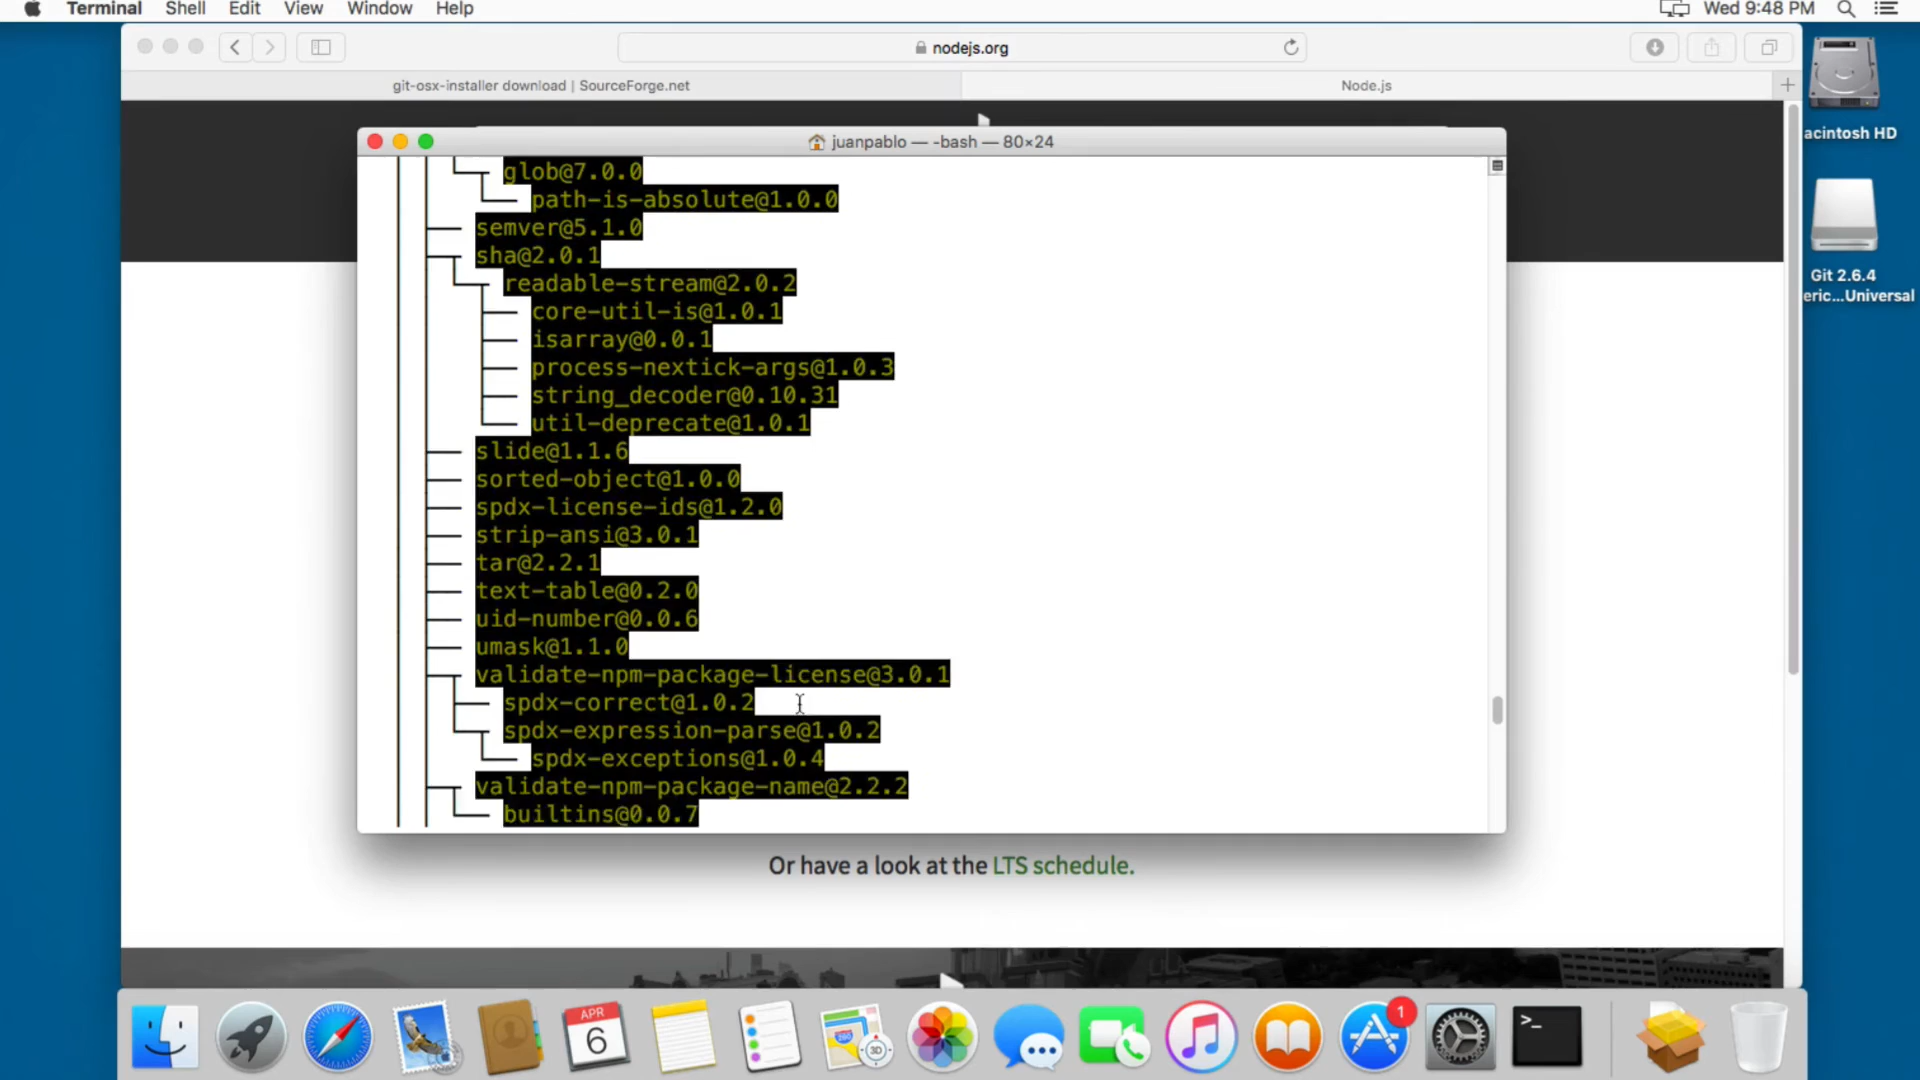 Terminal Shell Edit View Window Help
Wed 9:48 PM
nodejs.org
git-osx-installer download | SourceForge.net
Node.js
juanpablo — -bash — 80×24
glob@7.0.0
path-is-absolute@1.0.0
semver@5.1.0
sha@2.0.1
readable-stream@2.0.2
core-util-is@1.0.1
isarray@0.0.1
process-nextick-args@1.0.3
string_decoder@0.10.31
util-deprecate@1.0.1
slide@1.1.6
sorted-object@1.0.0
spdx-license-ids@1.2.0
strip-ansi@3.0.1
tar@2.2.1
text-table@0.2.0
uid-number@0.0.6
umask@1.1.0
validate-npm-package-license@3.0.1
spdx-correct@1.0.2
spdx-expression-parse@1.0.2
spdx-exceptions@1.0.4
validate-npm-package-name@2.2.2
builtins@0.0.7
Or have a look at the LTS schedule.
acintosh HD
Git 2.6.4
eric...Universal
APR
6
3D
1
>_